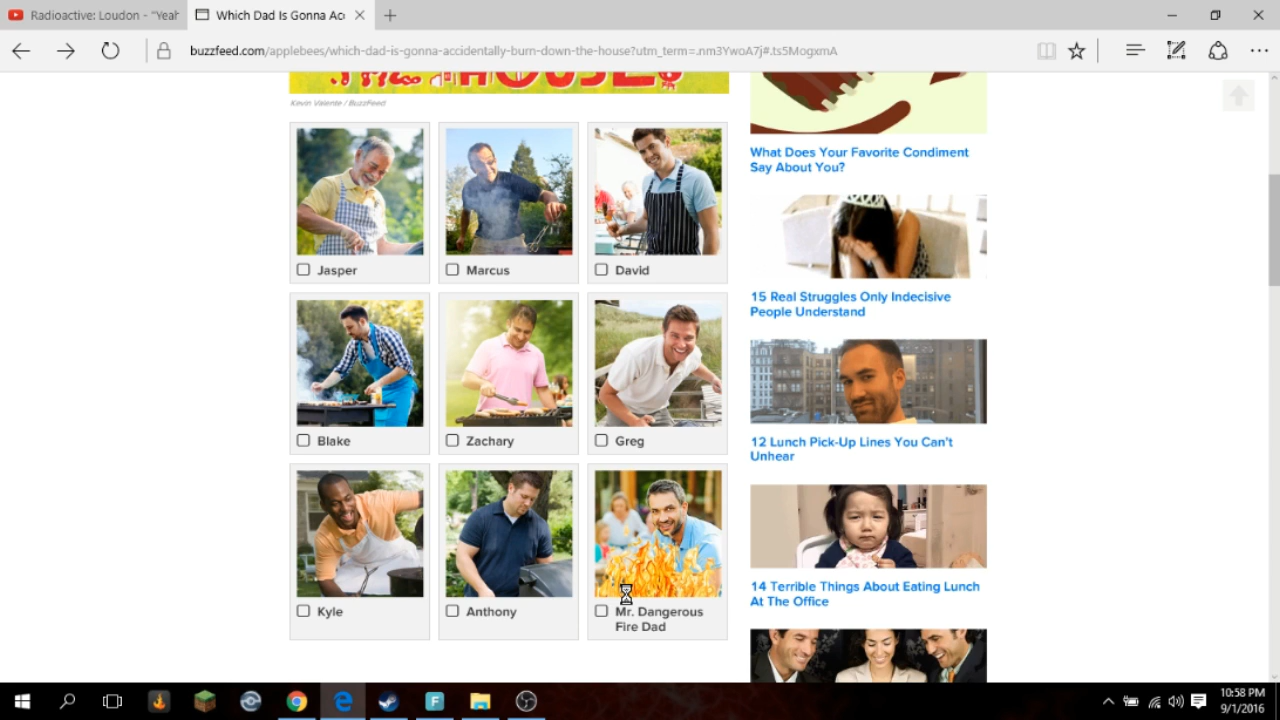 Radioactive: Loudon - "Yeah
Which Dad Is Gonna Acc
buzzfeed.com/applebees/which-dad-is-gonna-accidentally-burn-down-the-house?utm_term=.nm3YwoA7j#.ts5MogxmA
THE HOUSE?
Kevin Valente / BuzzFeed
Jasper
Marcus
David
Blake
Zachary
Greg
Kyle
Anthony
Mr. Dangerous
Fire Dad
What Does Your Favorite Condiment
Say About You?
15 Real Struggles Only Indecisive
People Understand
12 Lunch Pick-Up Lines You Can't
Unhear
14 Terrible Things About Eating Lunch
At The Office
10:58 PM
9/1/2016